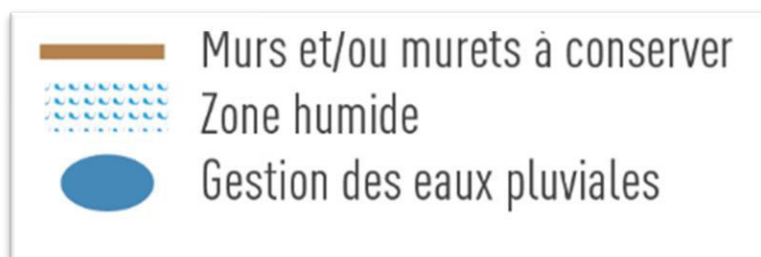 Murs et/ou murets à conserver
Zone humide
Gestion des eaux pluviales